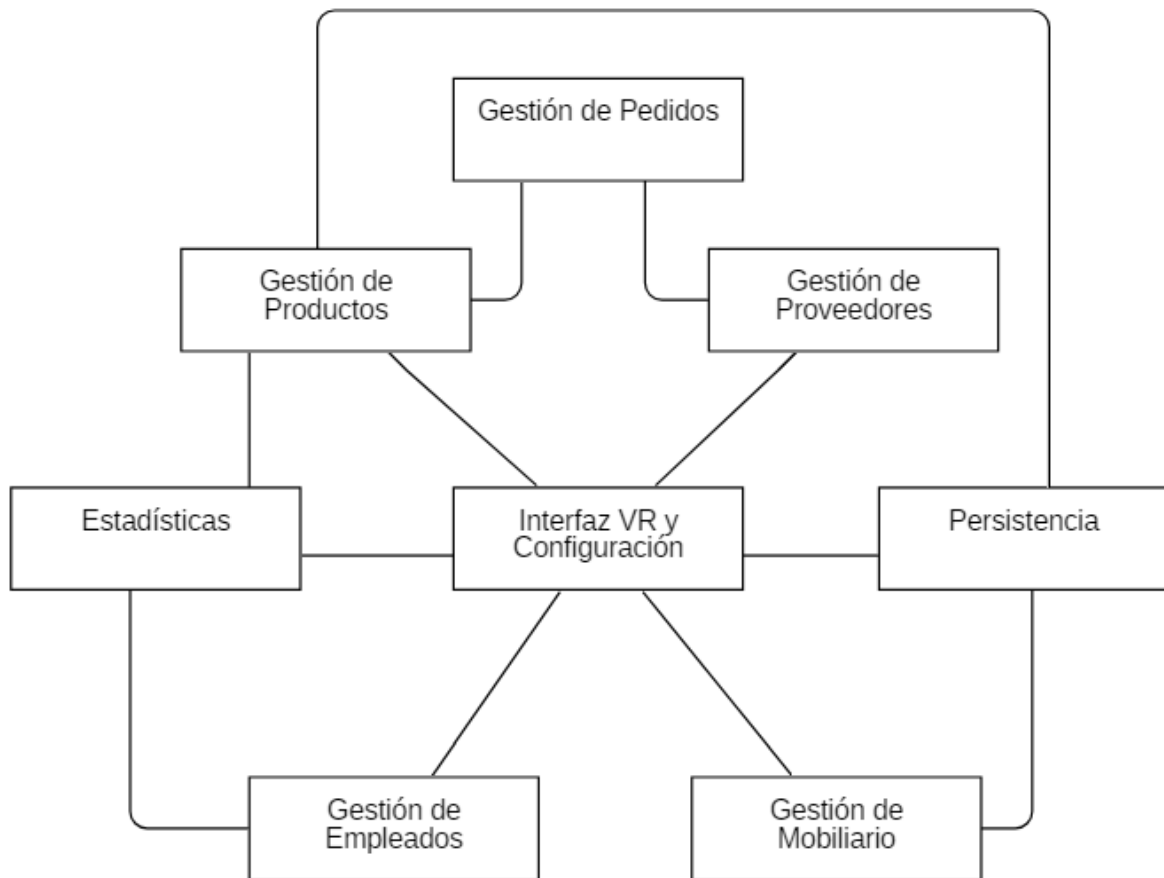 Gestión de Pedidos
Gestión de
Productos
Gestión de
Proveedores
Estadísticas
Interfaz VR y
Configuración
Persistencia
Gestión de
Empleados
Gestión de
Mobiliario